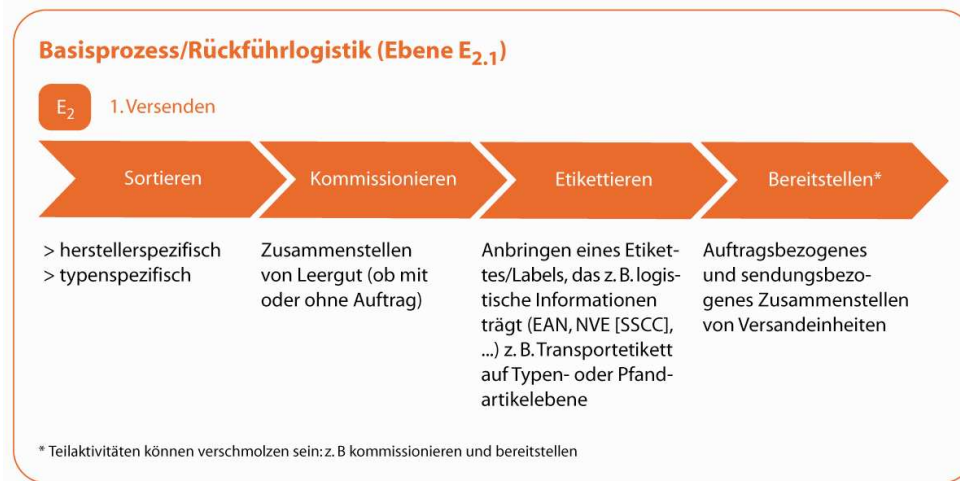 Basisprozess/Rückführlogistik (Ebene E2.1)
E2 1. Versenden
Sortieren
Kommissionieren
Etikettieren
Bereitstellen*
> herstellerspezifisch
> typenspezifisch
Zusammenstellen
von Leergut (ob mit
oder ohne Auftrag)
Anbringen eines Etiket-
tes/Labels, das z. B. logis-
tische Informationen
trägt (EAN, NVE [SSCC],
...) z. B. Transportetikett
auf Typen- oder Pfand-
artikelebene
Auftragsbezogenes
und sendungsbezo-
genes Zusammenstellen
von Versandeinheiten
* Teilaktivitäten können verschmolzen sein: z. B kommissionieren und bereitstellen